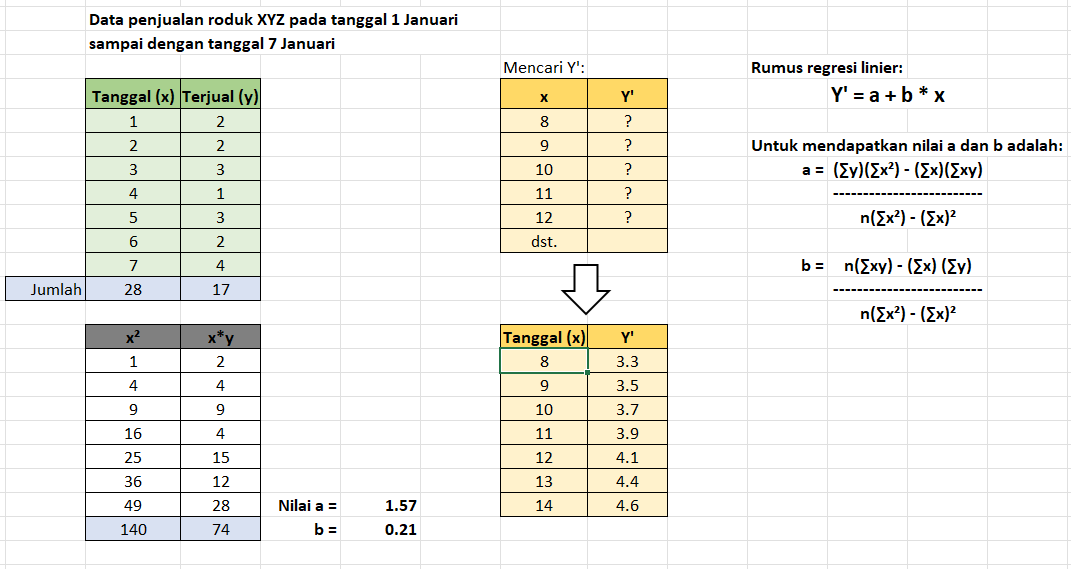 Data penjualan roduk XYZ pada tanggal 1 Januari
sampai dengan tanggal 7 Januari
Tanggal (x) Terjual (y)
1 2
2 2
3 3
4 1
5 3
6 2
7 4
Jumlah 28 17
x² x*y
1 2
4 4
9 9
16 4
25 15
36 12
49 28
140 74
Nilai a = 1.57
b = 0.21
Mencari Y':
x Y'
8 ?
9 ?
10 ?
11 ?
12 ?
dst.
Tanggal (x) Y'
8 3.3
9 3.5
10 3.7
11 3.9
12 4.1
13 4.4
14 4.6
Rumus regresi linier:
Y' = a + b * x
Untuk mendapatkan nilai a dan b adalah:
a = (∑y)(∑x²) - (∑x)(∑xy)
-------------------------
n(∑x²) - (∑x)²
b = n(∑xy) - (∑x) (∑y)
-------------------------
n(∑x²) - (∑x)²